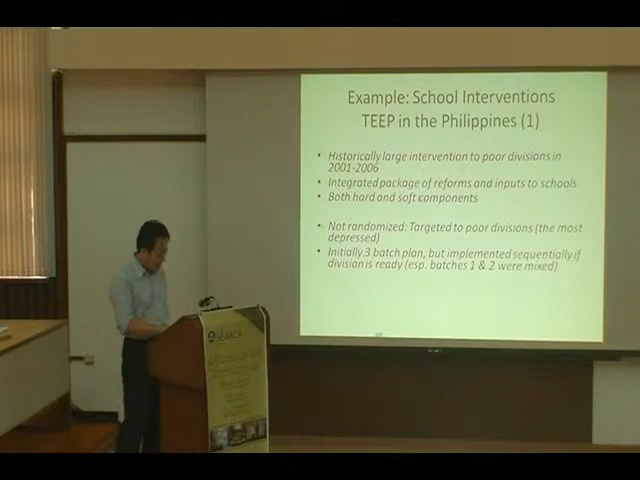 Example: School Interventions
TEEP in the Philippines (1)
• Historically large intervention to poor divisions in
2001-2006
• Integrated package of reforms and inputs to schools
• Both hard and soft components
• Not randomized: Targeted to poor divisions (the most
depressed)
• Initially 3 batch plan, but implemented sequentially if
division is ready (esp. batches 1 & 2 were mixed)
SEARCA